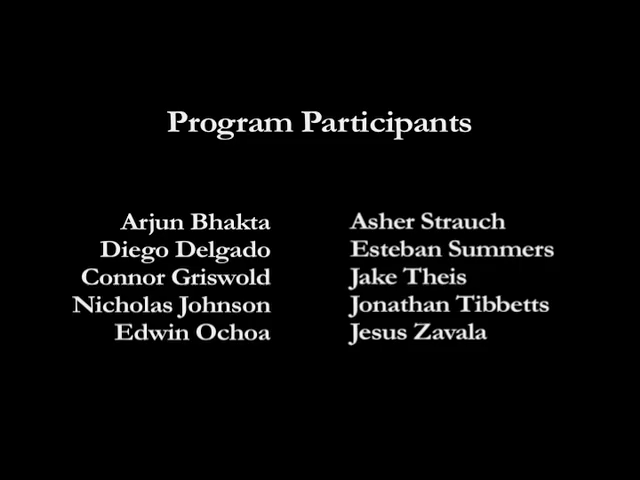 Program Participants
Arjun Bhakta
Diego Delgado
Connor Griswold
Nicholas Johnson
Edwin Ochoa
Asher Strauch
Esteban Summers
Jake Theis
Jonathan Tibbetts
Jesus Zavala